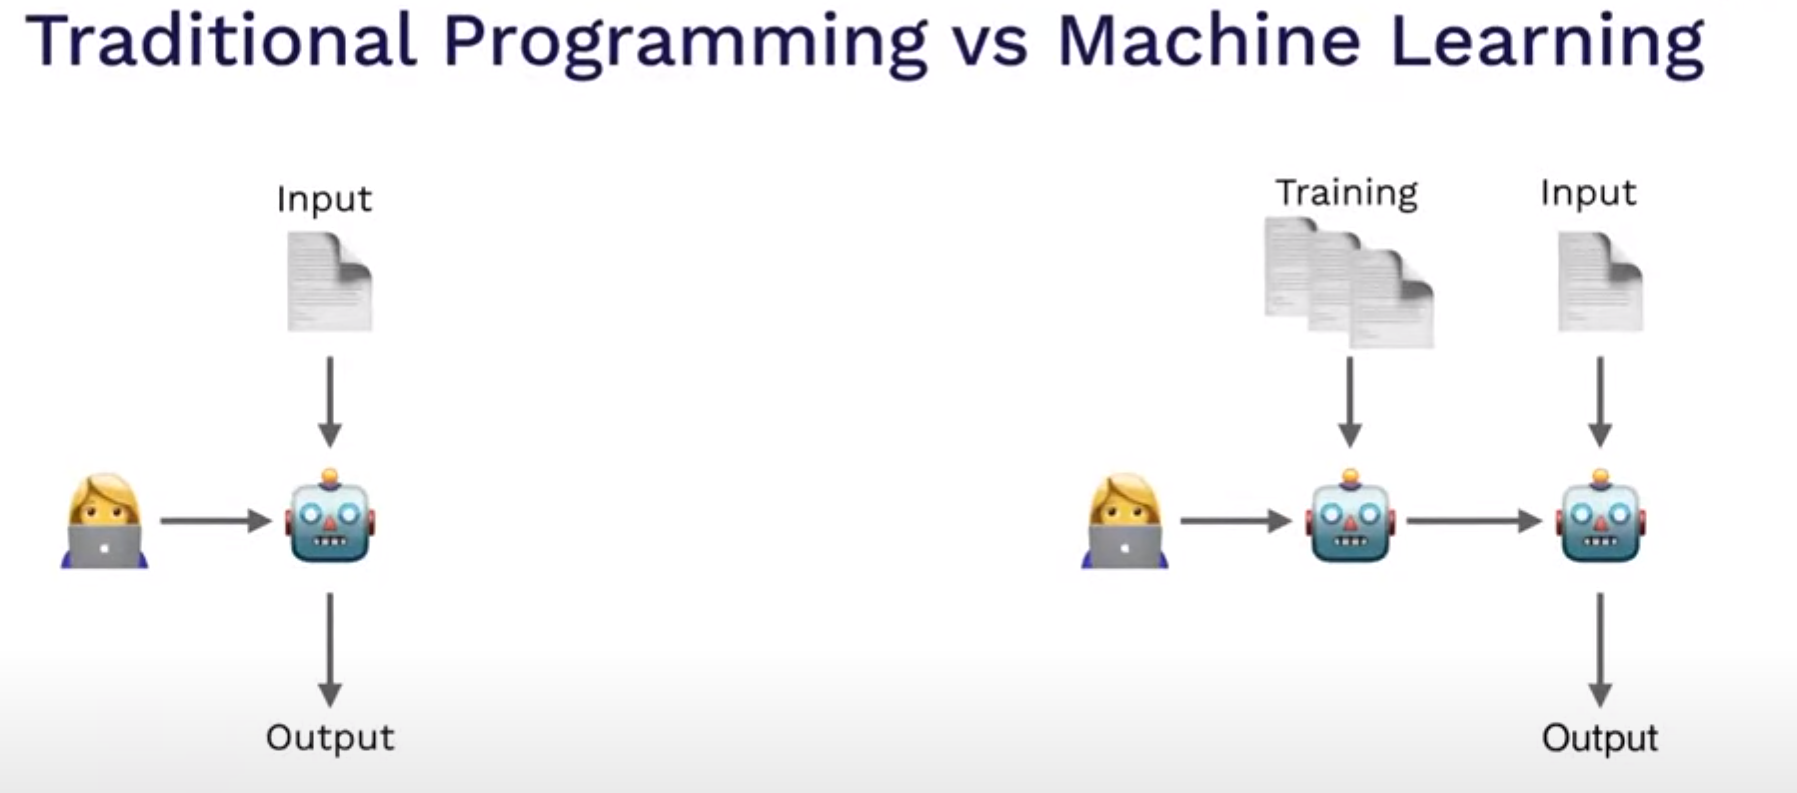 Traditional Programming vs Machine Learning
Input
Output
Training
Input
Output